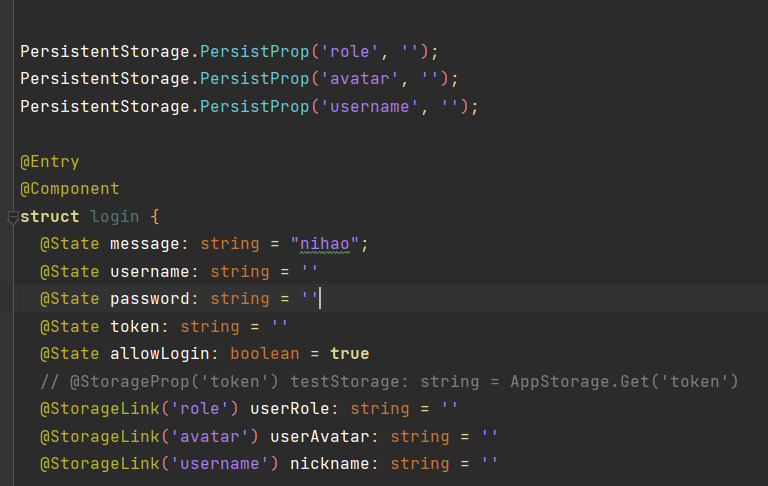 PersistentStorage.PersistProp('role', '');
PersistentStorage.PersistProp('avatar', '');
PersistentStorage.PersistProp('username', '');
@Entry
@Component
struct login {
@State message: string = "nihao";
@State username: string = ''
@State password: string = ''
@State token: string = ''
@State allowLogin: boolean = true
// @StorageProp('token') testStorage: string = AppStorage.Get('token')
@StorageLink('role') userRole: string = ''
@StorageLink('avatar') userAvatar: string = ''
@StorageLink('username') nickname: string = ''